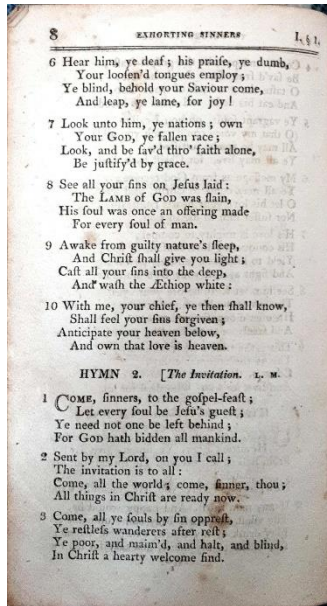 8 EXHORTING SINNERS I. § 1.
6 Hear him, ye deaf; his praiſe, ye dumb,
Your looſen'd tongues employ;
Ye blind, behold your Saviour come,
And leap, ye lame, for joy!
7 Look unto him, ye nations; own
Your GOD, ye fallen race;
Look, and be ſav'd thro' faith alone,
Be juſtify'd by grace.
8 See all your ſins on Jeſus laid:
The LAMB of GOD was ſlain,
His ſoul was once an offering made
For every ſoul of man.
9 Awake from guilty nature's ſleep,
And Chriſt ſhall give you light;
Caſt all your ſins into the deep,
And waſh the Æthiop white:
10 With me, your chief, ye then ſhall know,
Shall feel your ſins forgiven;
Anticipate your heaven below,
And own that love is heaven.
HYMN 2. [The Invitation. L. M.
1 COME, ſinners, to the goſpel-feaſt;
Let every ſoul be Jeſu's gueſt;
Ye need not one be left behind;
For GOD hath bidden all mankind.
2 Sent by my Lord, on you I call;
The invitation is to all:
Come, all the world; come, ſinner, thou;
All things in Chriſt are ready now.
3 Come, all ye ſouls by ſin oppreſt,
Ye reſtleſs wanderers after reſt;
Ye poor, and maim'd, and halt, and blind,
In Chriſt a hearty welcome find.